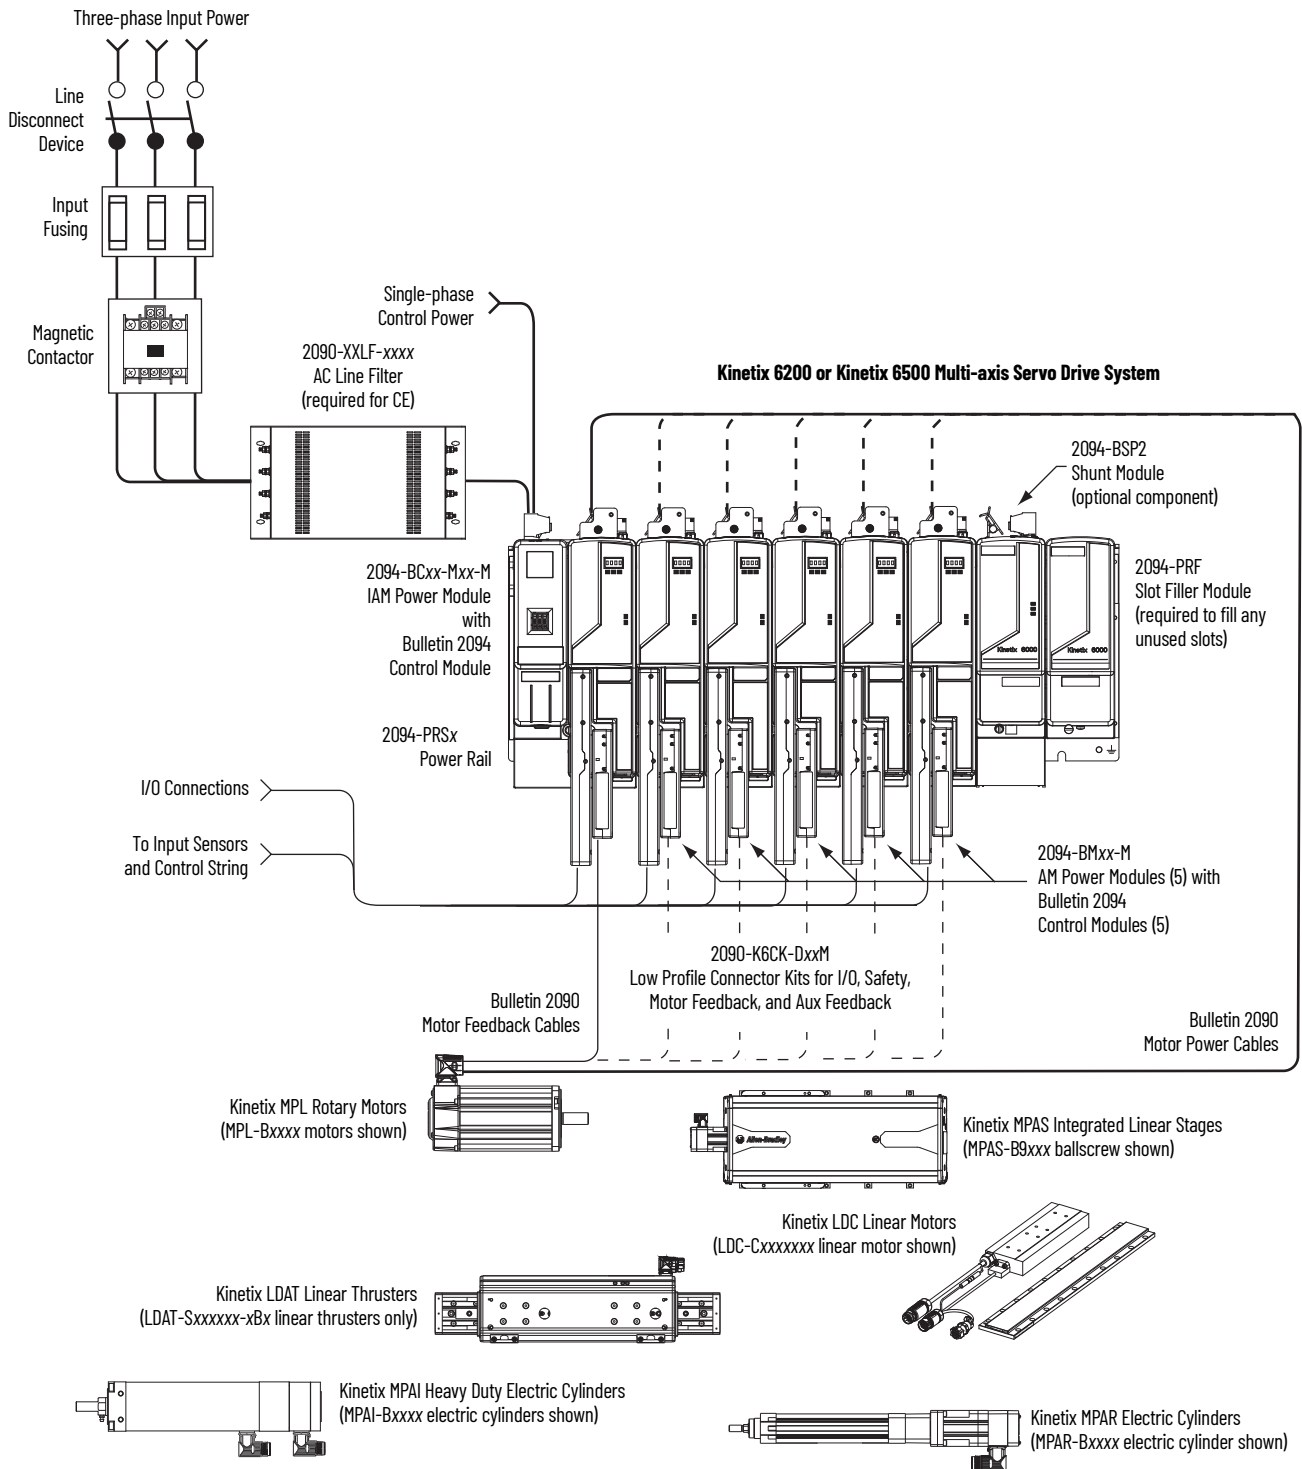 Three-phase Input Power
Line
Disconnect
Device
Input
Fusing
Magnetic
Contactor
Single-phase
Control Power
2090-XXLF-xxxx
AC Line Filter
(required for CE)
Kinetix 6200 or Kinetix 6500 Multi-axis Servo Drive System
2094-BSP2
Shunt Module
(optional component)
2094-BCxx-Mxx-M
IAM Power Module
with
Bulletin 2094
Control Module
2094-PRF
Slot Filler Module
(required to fill any
unused slots)
Kinetix 6000
Kinetix 6000
2094-PRSx
Power Rail
I/O Connections
To Input Sensors
and Control String
2094-BMxx-M
AM Power Modules (5) with
Bulletin 2094
Control Modules (5)
2090-K6CK-DxxM
Low Profile Connector Kits for I/O, Safety,
Motor Feedback, and Aux Feedback
Bulletin 2090
Motor Feedback Cables
Bulletin 2090
Motor Power Cables
Kinetix MPL Rotary Motors
(MPL-Bxxxx motors shown)
Allen-Bradley
Kinetix MPAS Integrated Linear Stages
(MPAS-B9xxx ballscrew shown)
Kinetix LDC Linear Motors
(LDC-Cxxxxxxx linear motor shown)
Kinetix LDAT Linear Thrusters
(LDAT-Sxxxxxx-xBx linear thrusters only)
Kinetix MPAI Heavy Duty Electric Cylinders
(MPAI-Bxxxx electric cylinders shown)
Kinetix MPAR Electric Cylinders
(MPAR-Bxxxx electric cylinder shown)